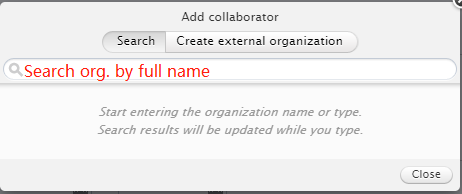 Add collaborator
Search Create external organization
Search org. by full name
Start entering the organization name or type.
Search results will be updated while you type.
Close